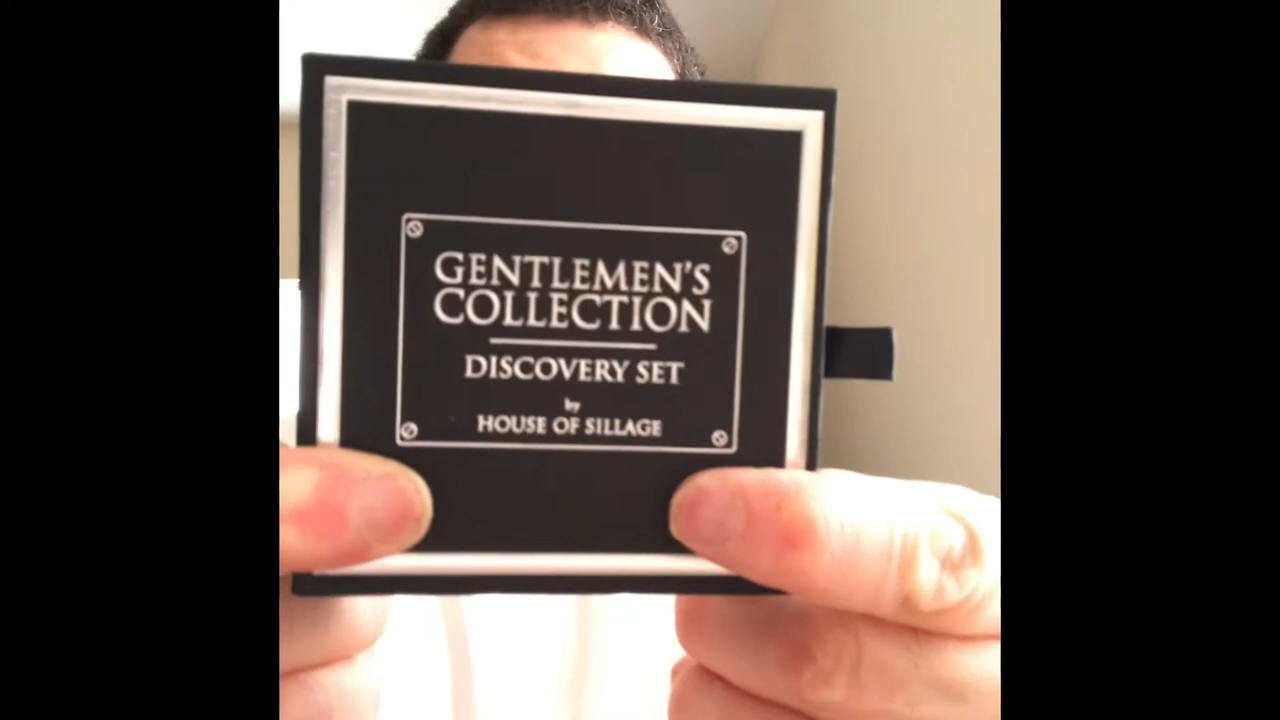 GENTLEMEN'S
COLLECTION
DISCOVERY SET
by
HOUSE OF SILLAGE